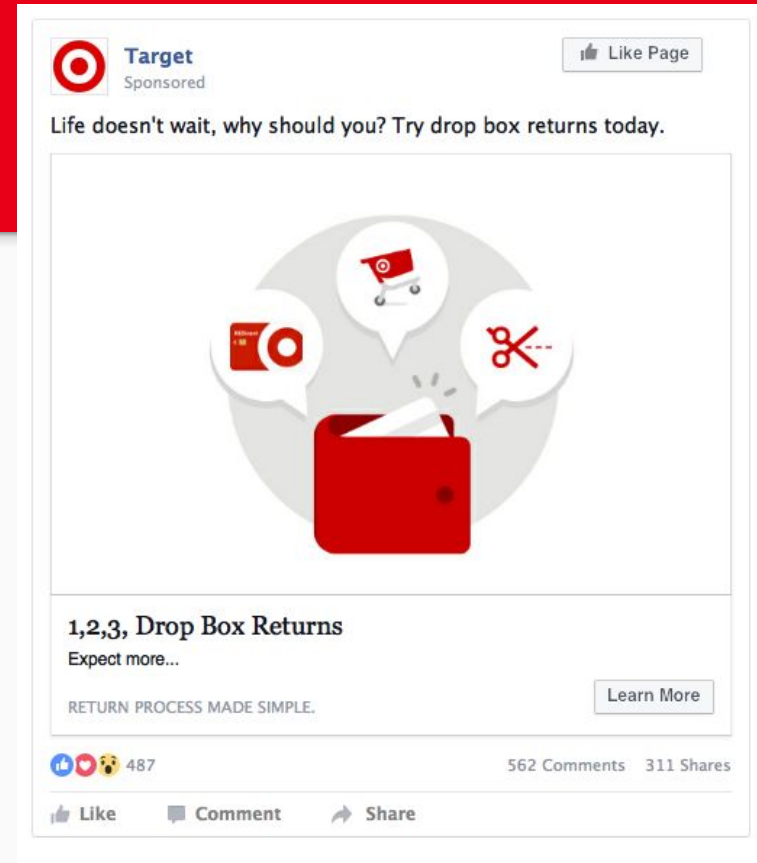 Target
Like Page
Sponsored
Life doesn't wait, why should you? Try drop box returns today.
1,2,3, Drop Box Returns
Expect more...
RETURN PROCESS MADE SIMPLE.
Learn More
487
562 Comments 311 Shares
Like Comment Share